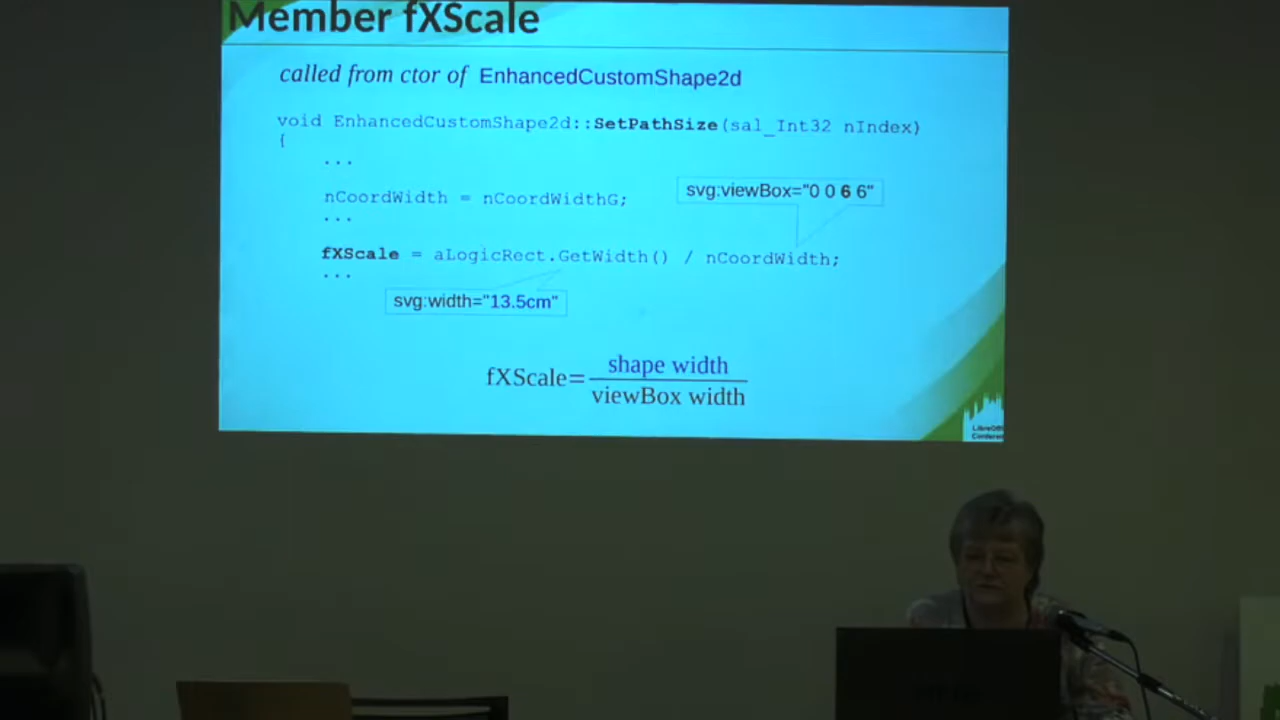 Member fXScale
called from ctor of EnhancedCustomShape2d
void EnhancedCustomShape2d::SetPathSize(sal_Int32 nIndex)
{
...
nCoordWidth = nCoordWidthG;
svg:viewBox="0 0 6 6"
...
fXScale = aLogicRect.GetWidth() / nCoordWidth;
...
svg:width="13.5cm"
fXScale=
shape width
viewBox width